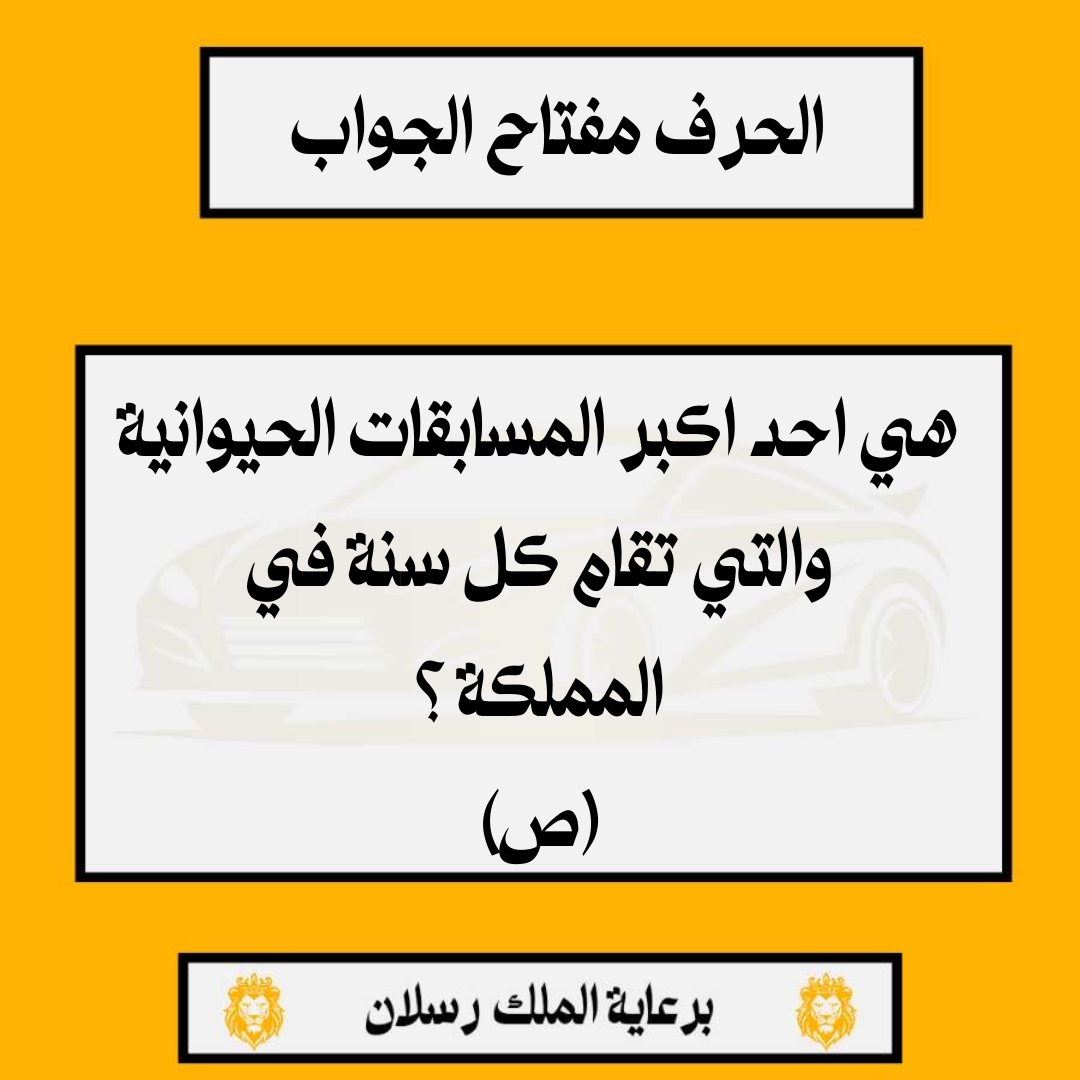 الحرف مفتاح الجواب
هي احد اكبر المسابقات الحيوانية
والتي تقام كل سنة في
المملكة ؟
(ص)
برعاية الملك رسلان